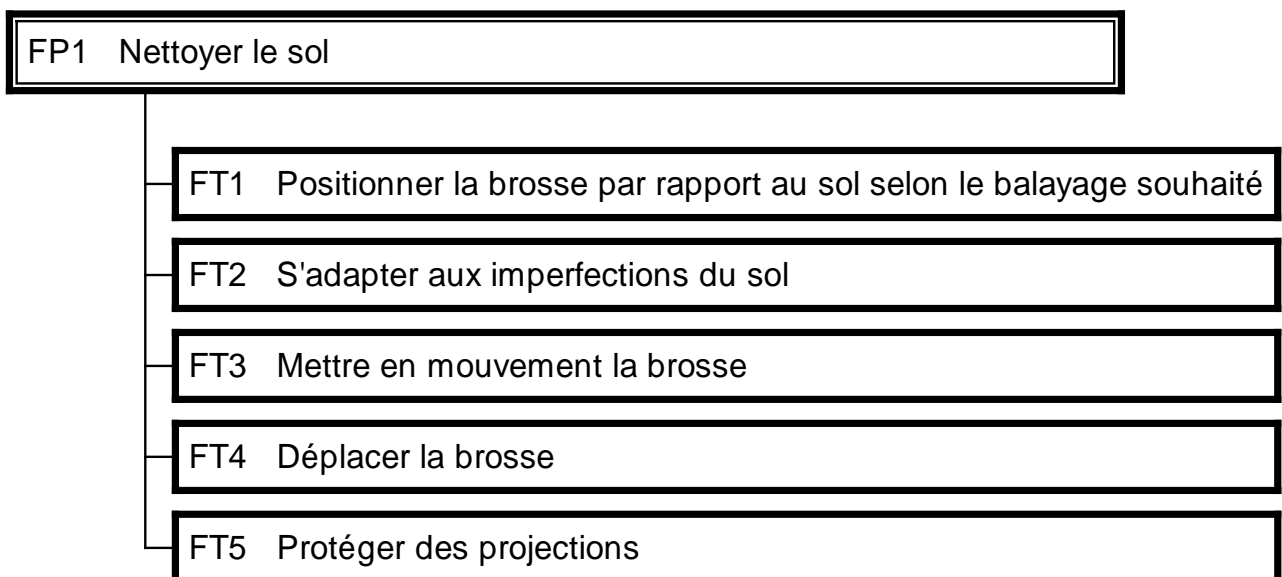 FP1 Nettoyer le sol
FT1 Positionner la brosse par rapport au sol selon le balayage souhaité
FT2 S'adapter aux imperfections du sol
FT3 Mettre en mouvement la brosse
FT4 Déplacer la brosse
FT5 Protéger des projections